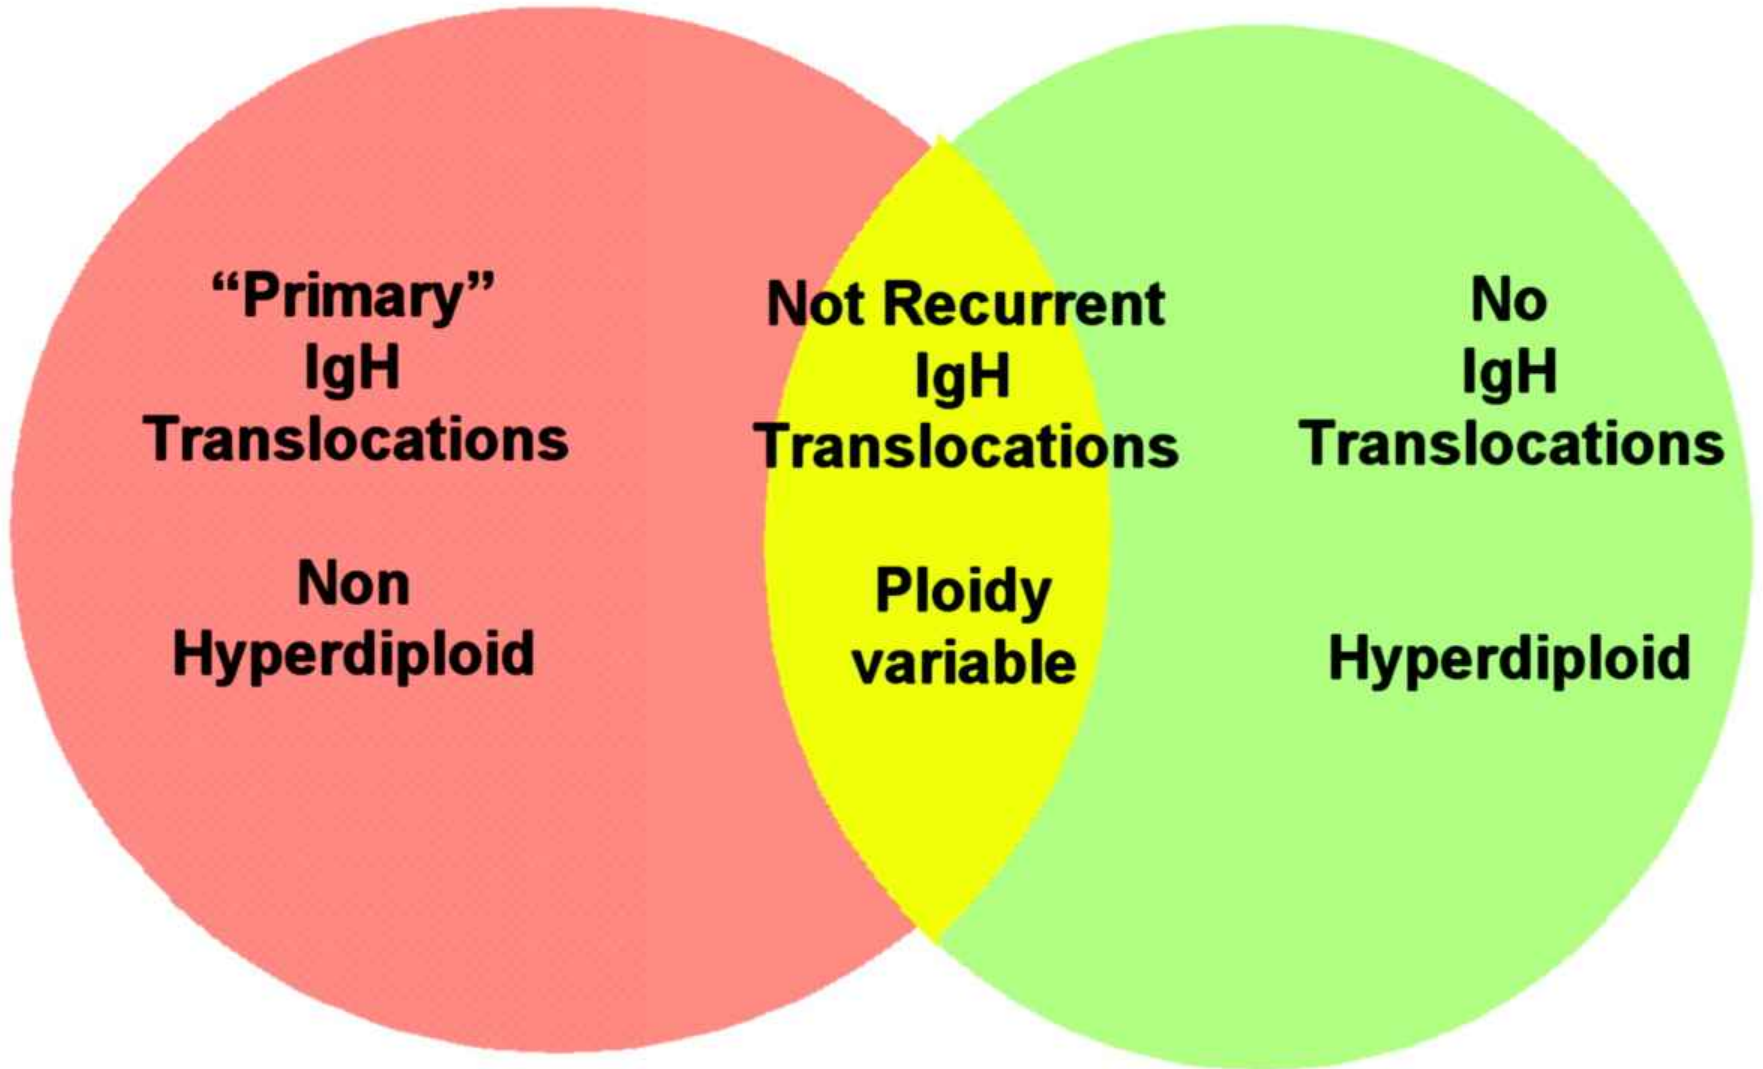 “Primary”
IgH
Translocations
Non
Hyperdiploid
Not Recurrent
IgH
Translocations
Ploidy
variable
No
IgH
Translocations
Hyperdiploid